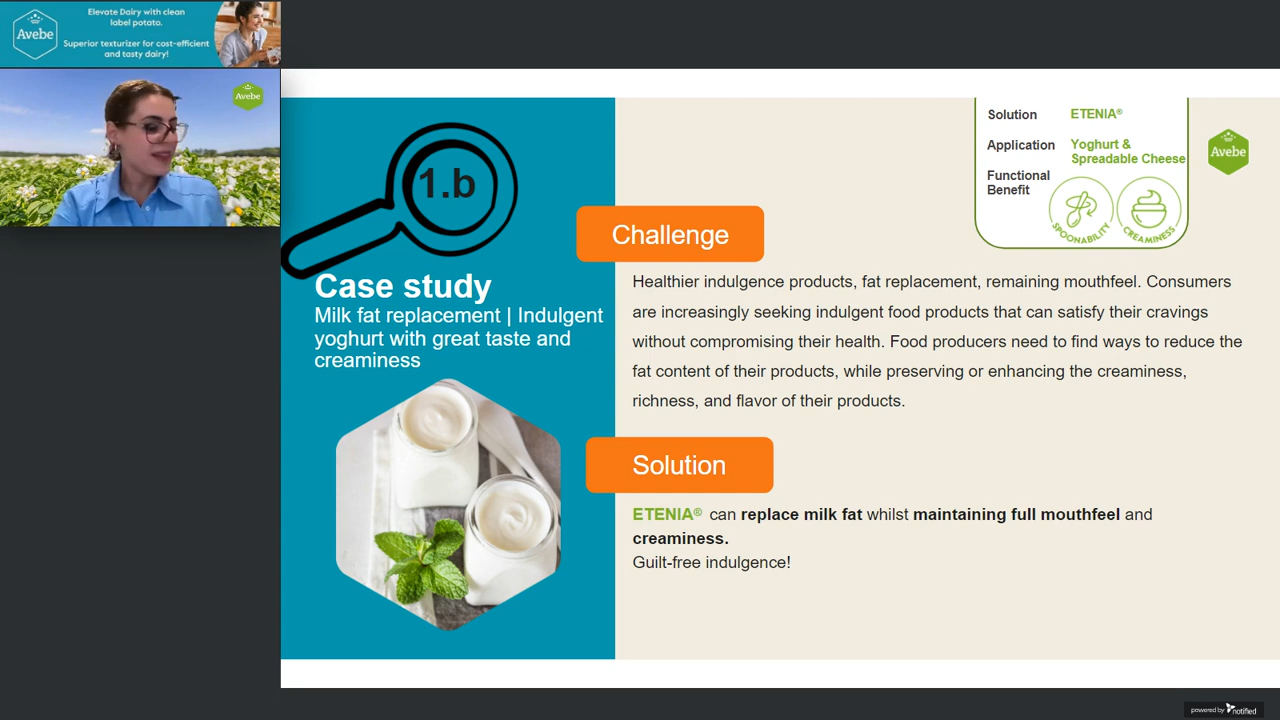 Elevate Dairy with clean
label potato.
Avebe
Superior texturizer for cost-efficient
and tasty dairy!
Avebe
1.b
Case study
Milk fat replacement | Indulgent
yoghurt with great taste and
creaminess
Solution ETENIA®
Application Yoghurt &
Spreadable Cheese
Functional
Benefit
SPOONABILITY
CREAMINESS
Avebe
Challenge
Healthier indulgence products, fat replacement, remaining mouthfeel. Consumers
are increasingly seeking indulgent food products that can satisfy their cravings
without compromising their health. Food producers need to find ways to reduce the
fat content of their products, while preserving or enhancing the creaminess,
richness, and flavor of their products.
Solution
ETENIA® can replace milk fat whilst maintaining full mouthfeel and
creaminess.
Guilt-free indulgence!
powered by notified